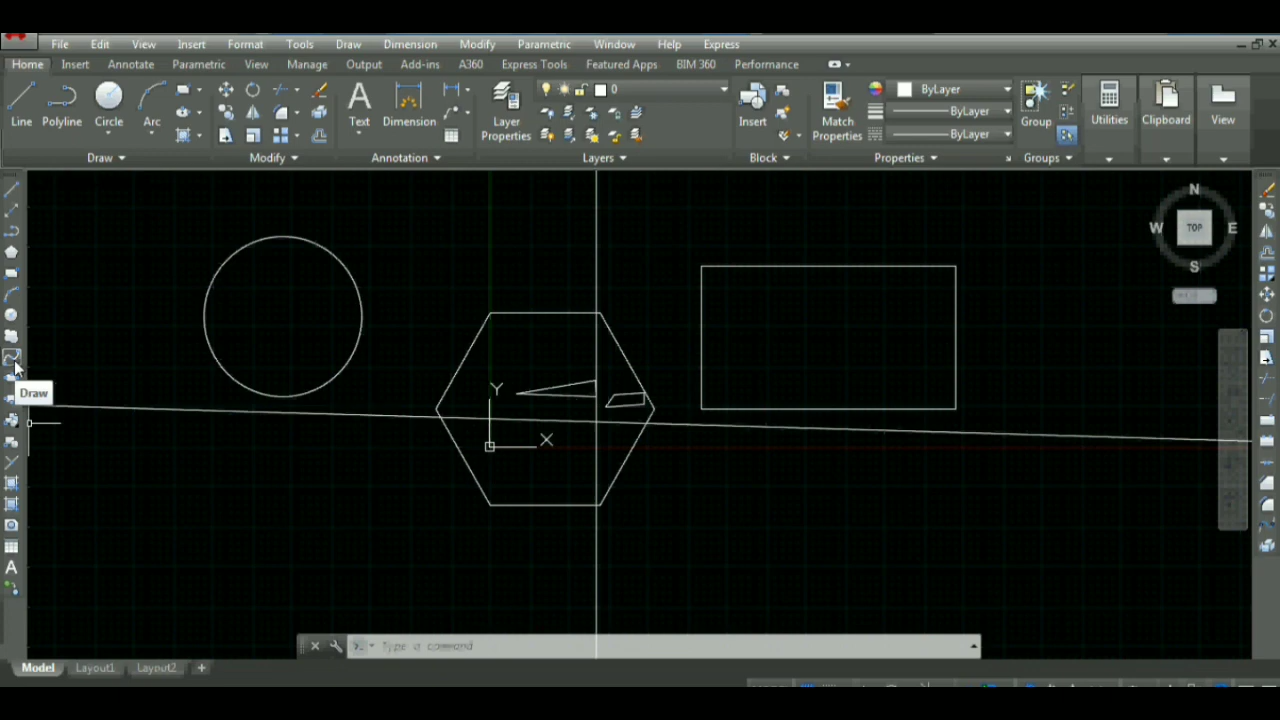 File Edit View Insert Format Tools Draw Dimension Modify Parametric Window Help Express
Home Insert Annotate Parametric View Manage Output Add-ins A360 Express Tools Featured Apps BIM 360 Performance
0
ByLayer
ByLayer
ByLayer
Line Polyline Circle Arc Text Dimension Layer Properties Insert Match Properties Group Utilities Clipboard View
Draw Modify Annotation Layers Block Properties Groups
N
W TOP E
S
Draw
Y
X
A
Type a command
Model Layout1 Layout2 +